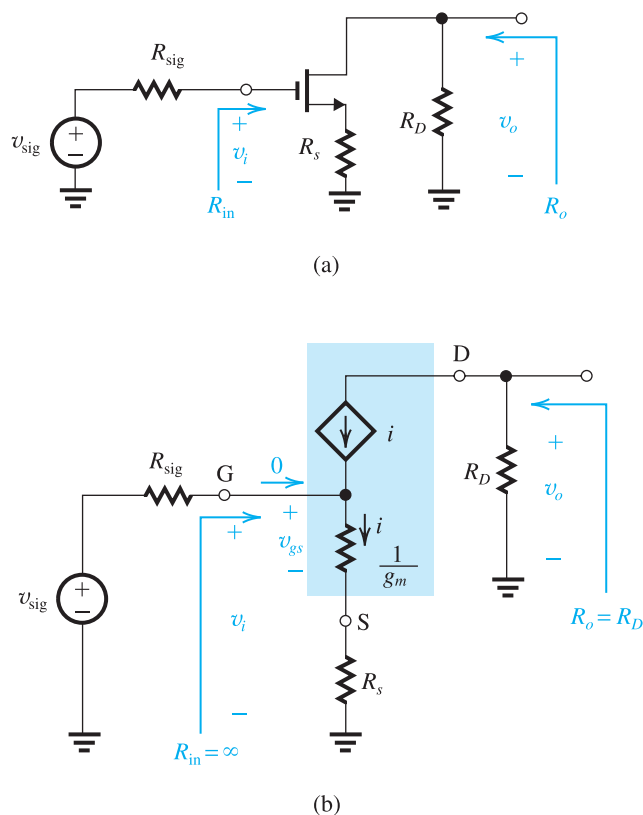 R_sig
v_sig
+
−
+
v_i
−
R_in
R_s
R_D
+
v_o
−
R_o
(a)
D
i
R_sig
G
0
+
+
v_gs
−
i
1/g_m
R_D
+
v_o
−
v_sig
+
−
v_i
−
S
R_s
R_o = R_D
R_in = ∞
(b)